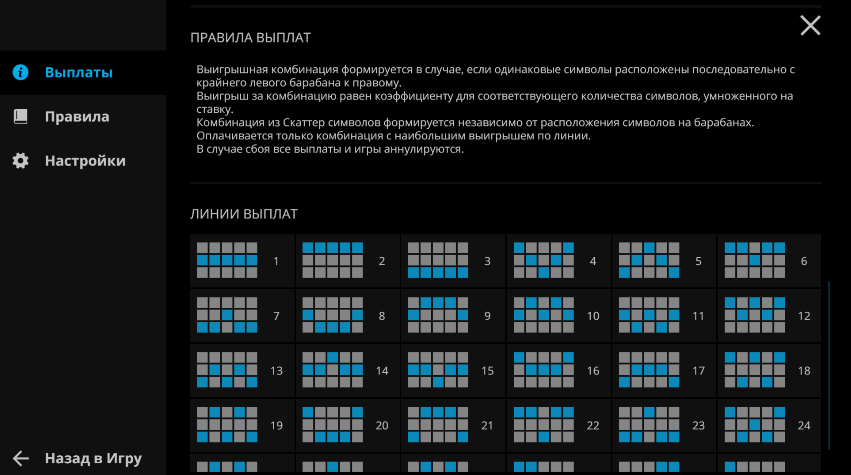 ПРАВИЛА ВЫПЛАТ
Выигрышная комбинация формируется в случае, если одинаковые символы расположены последовательно с
крайнего левого барабана к правому.
Выигрыш за комбинацию равен коэффициенту для соответствующего количества символов, умноженного на
ставку.
Комбинация из Скаттер символов формируется независимо от расположения символов на барабанах.
Оплачивается только комбинация с наибольшим выигрышем по линии.
В случае сбоя все выплаты и игры аннулируются.
Выплаты
Правила
Настройки
ЛИНИИ ВЫПЛАТ
1 2 3 4 5 6
7 8 9 10 11 12
13 14 15 16 17 18
19 20 21 22 23 24
Назад в Игру